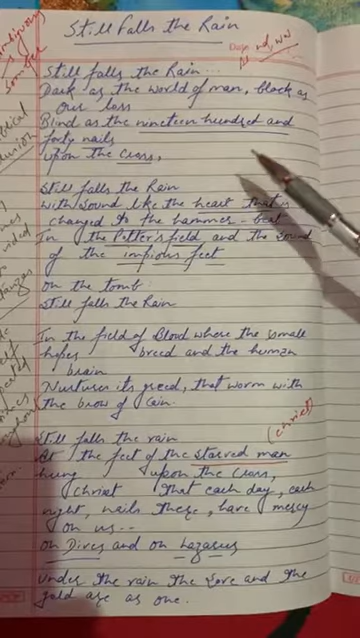 Still falls the Rain
Still falls the Rain...
Dark as the world of man, black as
our loss
Blind as the nineteen hundred and
forty nails
upon the cross,
Still falls the Rain
with sound like the heart that is
changed to the hammer-beat
In the Potter's field and the sound
of the impious feet
on the tomb:
Still falls the Rain
In the field of Blood where the small
hopes breed and the human
brain
Nurtures its greed, that worm with
the brow of Cain.
Still falls the rain
(christ)
At the feet of the starved man
hung upon the cross,
christ that each day, each
night, nails there, have mercy
on us--
on Dives and on Lazarus
under the rain the sore and the
gold are as one.